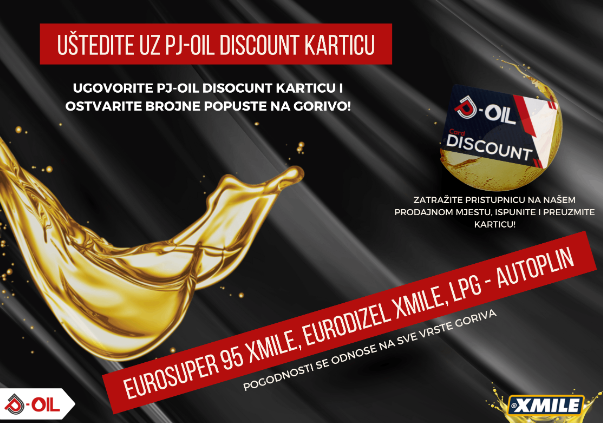 UŠTEDITE UZ PJ-OIL DISCOUNT KARTICU
UGOVORITE PJ-OIL DISOCUNT KARTICU I
OSTVARITE BROJNE POPUSTE NA GORIVO!
-OIL
Card
DISCOUNT
ZATRAŽITE PRISTUPNICU NA NAŠEM
PRODAJNOM MJESTU, ISPUNITE I PREUZMITE
KARTICU!
EUROSUPER 95 XMILE, EURODIZEL XMILE, LPG - AUTOPLIN
POGODNOSTI SE ODNOSE NA SVE VRSTE GORIVA
-OIL
®XMILE